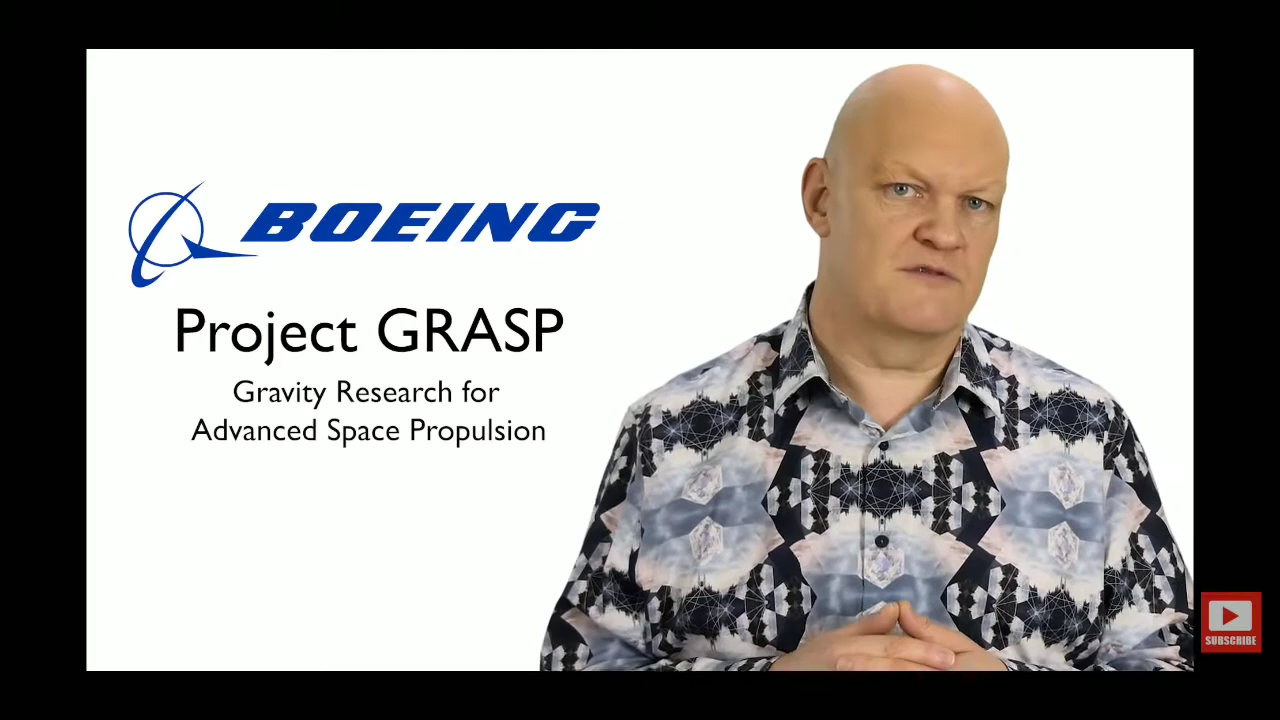 BOEING
Project GRASP
Gravity Research for
Advanced Space Propulsion
SUBSCRIBE